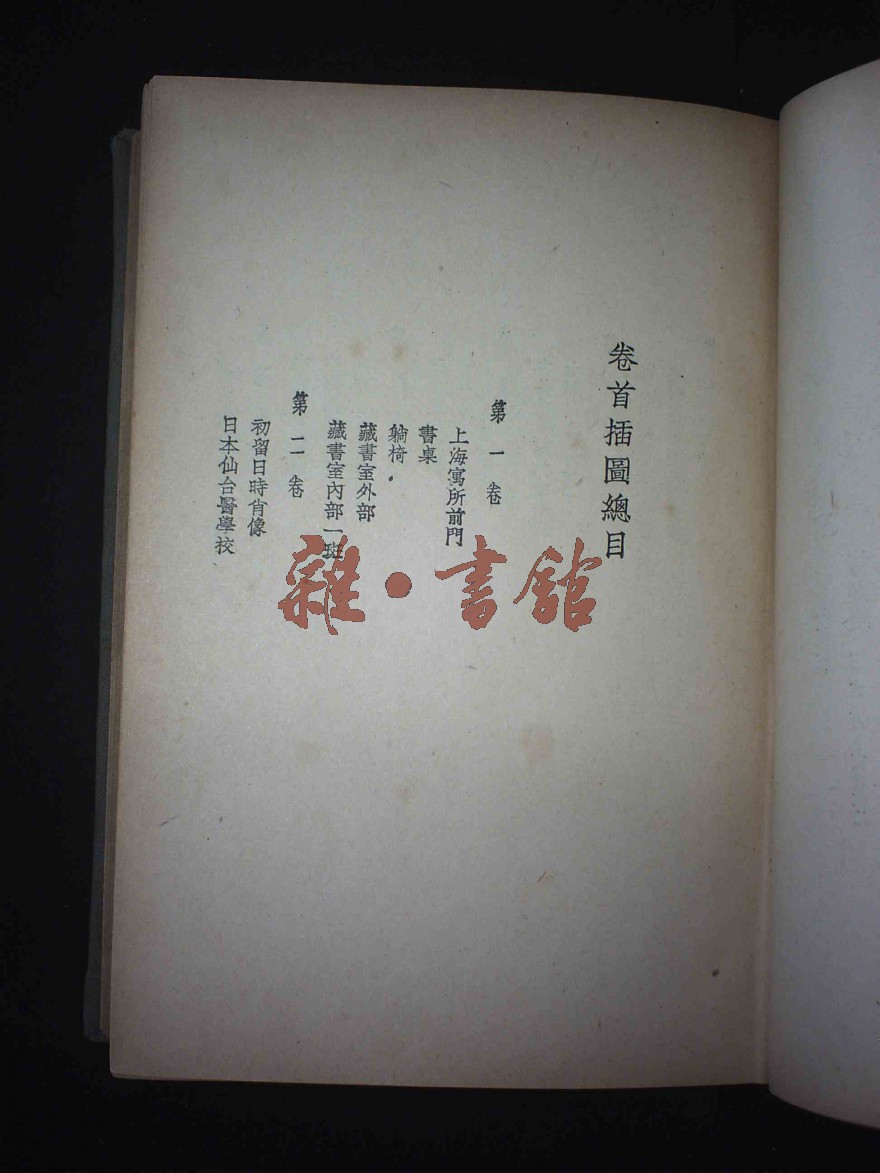 卷首插圖總目
第一卷
上海寓所前門
書桌
躺椅
藏書室外部
藏書室內部一斑
第二卷
初留日時肖像
日本仙台醫學校
雜·書館